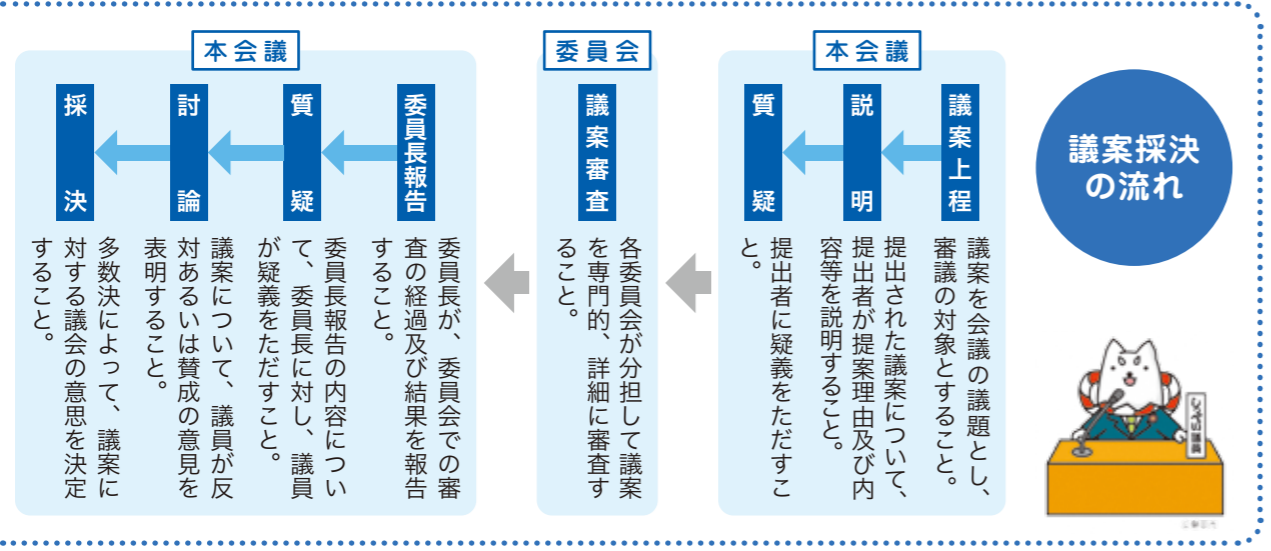 議案採決
の流れ
本会議
議案上程
議案を会議の議題とし、
審議の対象とすること。
説明
提出された議案について、
提出者が提案理由及び内
容等を説明すること。
質疑
提出者に疑義をただすこ
と。
委員会
議案審査
各委員会が分担して議案
を専門的、詳細に審査す
ること。
本会議
委員長報告
委員長が、委員会での審
査の経過及び結果を報告
すること。
質疑
委員長報告の内容につい
て、委員長に対し、議員
が疑義をただすこと。
討論
議案について、議員が反
対あるいは賛成の意見を
表明すること。
採決
多数決によって、議案に
対する議会の意思を決定
すること。